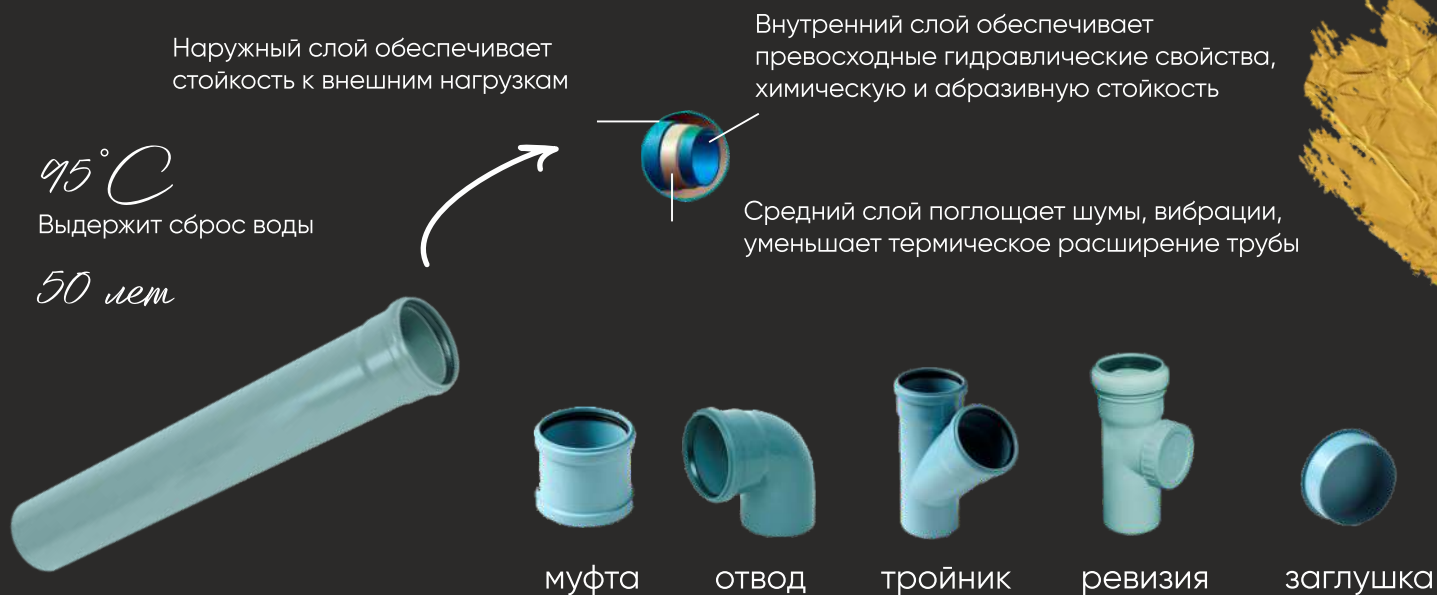 Наружный слой обеспечивает
стойкость к внешним нагрузкам
Внутренний слой обеспечивает
превосходные гидравлические свойства,
химическую и абразивную стойкость
95°C
Выдержит сброс воды
50 лет
Средний слой поглощает шумы, вибрации,
уменьшает термическое расширение трубы
муфта
отвод
тройник
ревизия
заглушка